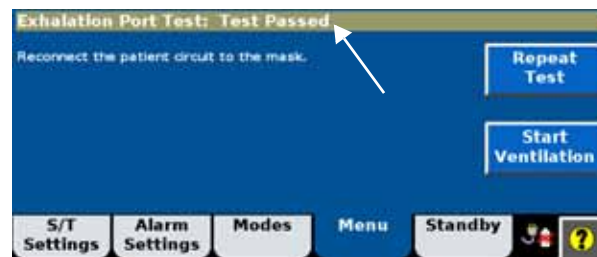 Exhalation Port Test: Test Passed
Reconnect the patient circuit to the mask.
Repeat
Test
Start
Ventilation
S/T
Settings
Alarm
Settings
Modes
Menu
Standby
?